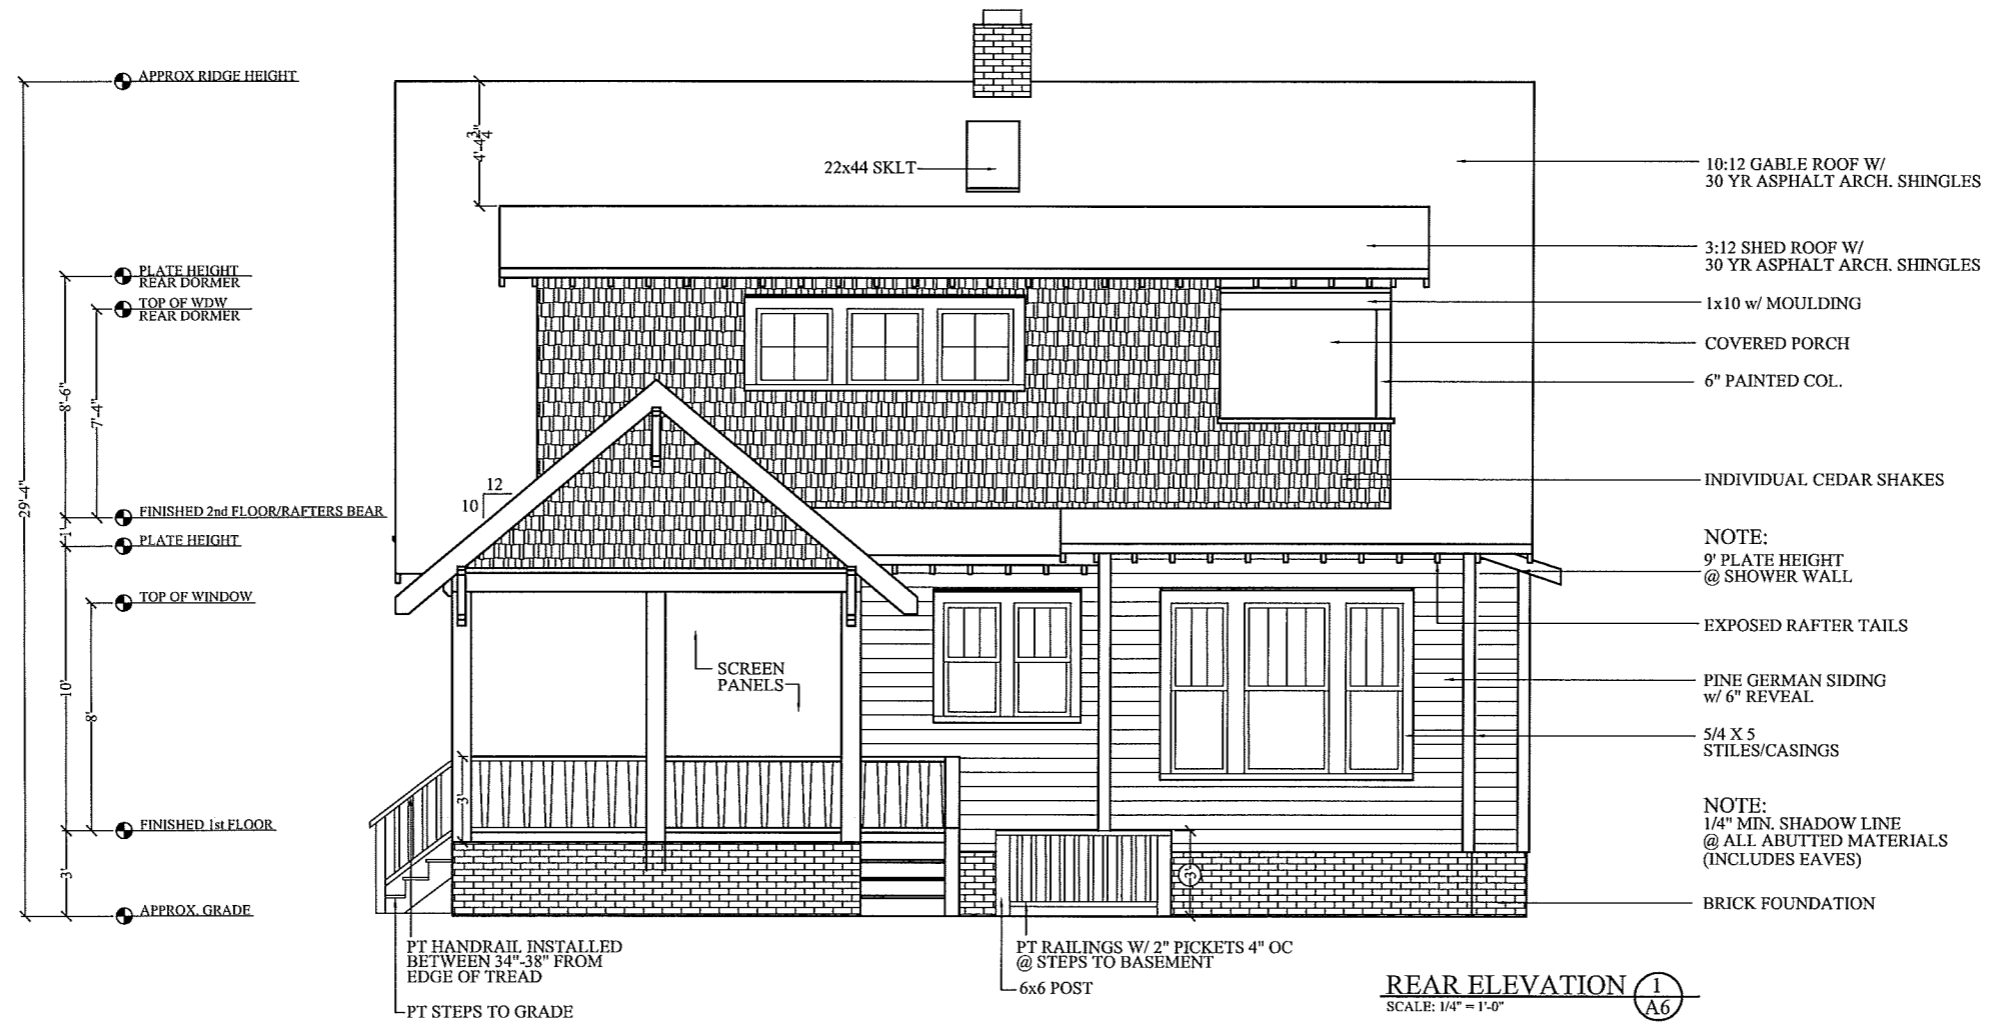 APPROX RIDGE HEIGHT
4'-4 3/4"
22x44 SKLT
10:12 GABLE ROOF W/
30 YR ASPHALT ARCH. SHINGLES
3:12 SHED ROOF W/
30 YR ASPHALT ARCH. SHINGLES
PLATE HEIGHT
REAR DORMER
TOP OF WDW
REAR DORMER
1x10 w/ MOULDING
COVERED PORCH
6" PAINTED COL.
8'-6"
7'-4"
29'-4"
12
10
INDIVIDUAL CEDAR SHAKES
FINISHED 2nd FLOOR/RAFTERS BEAR
1'
PLATE HEIGHT
NOTE:
9' PLATE HEIGHT
@ SHOWER WALL
TOP OF WINDOW
EXPOSED RAFTER TAILS
SCREEN
PANELS
10'
8'
PINE GERMAN SIDING
w/ 6" REVEAL
5/4 X 5
STILES/CASINGS
3'
FINISHED 1st FLOOR
NOTE:
1/4" MIN. SHADOW LINE
@ ALL ABUTTED MATERIALS
(INCLUDES EAVES)
3'
3'
APPROX. GRADE
BRICK FOUNDATION
PT HANDRAIL INSTALLED
BETWEEN 34"-38" FROM
EDGE OF TREAD
PT STEPS TO GRADE
PT RAILINGS W/ 2" PICKETS 4" OC
@ STEPS TO BASEMENT
6x6 POST
REAR ELEVATION
SCALE: 1/4" = 1'-0"
1
A6